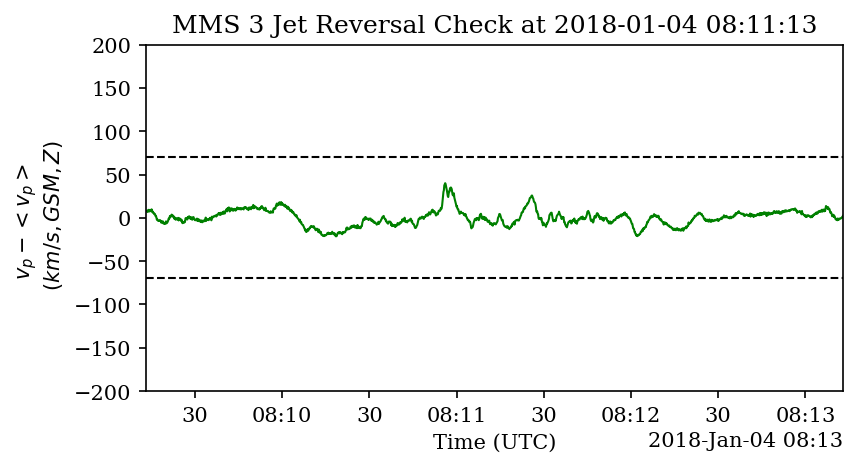 MMS 3 Jet Reversal Check at 2018-01-04 08:11:13
200
150
100
50
0
−50
−100
−150
−200
v_p − < v_p >
(km/s, GSM, Z)
30 08:10 30 08:11 30 08:12 30 08:13
Time (UTC)
2018-Jan-04 08:13